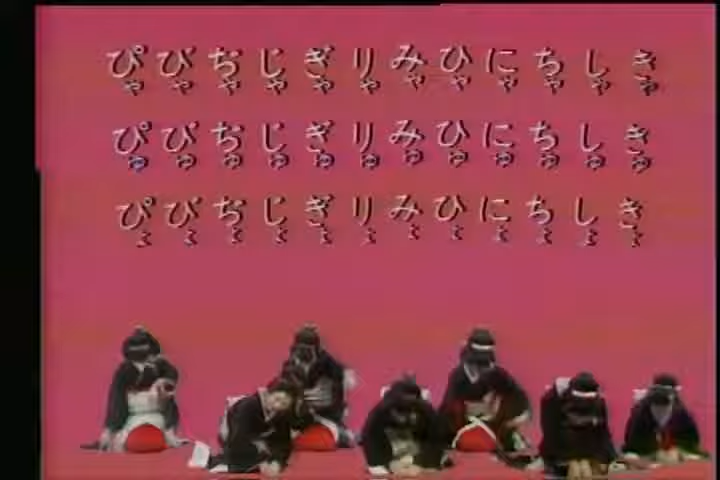 きゃ しゃ ちゃ にゃ ひゃ みゃ りゃ ぎゃ じゃ ぢゃ びゃ ぴゃ
きゅ しゅ ちゅ にゅ ひゅ みゅ りゅ ぎゅ じゅ ぢゅ びゅ ぴゅ
きょ しょ ちょ にょ ひょ みょ りょ ぎょ じょ ぢょ びょ ぴょ